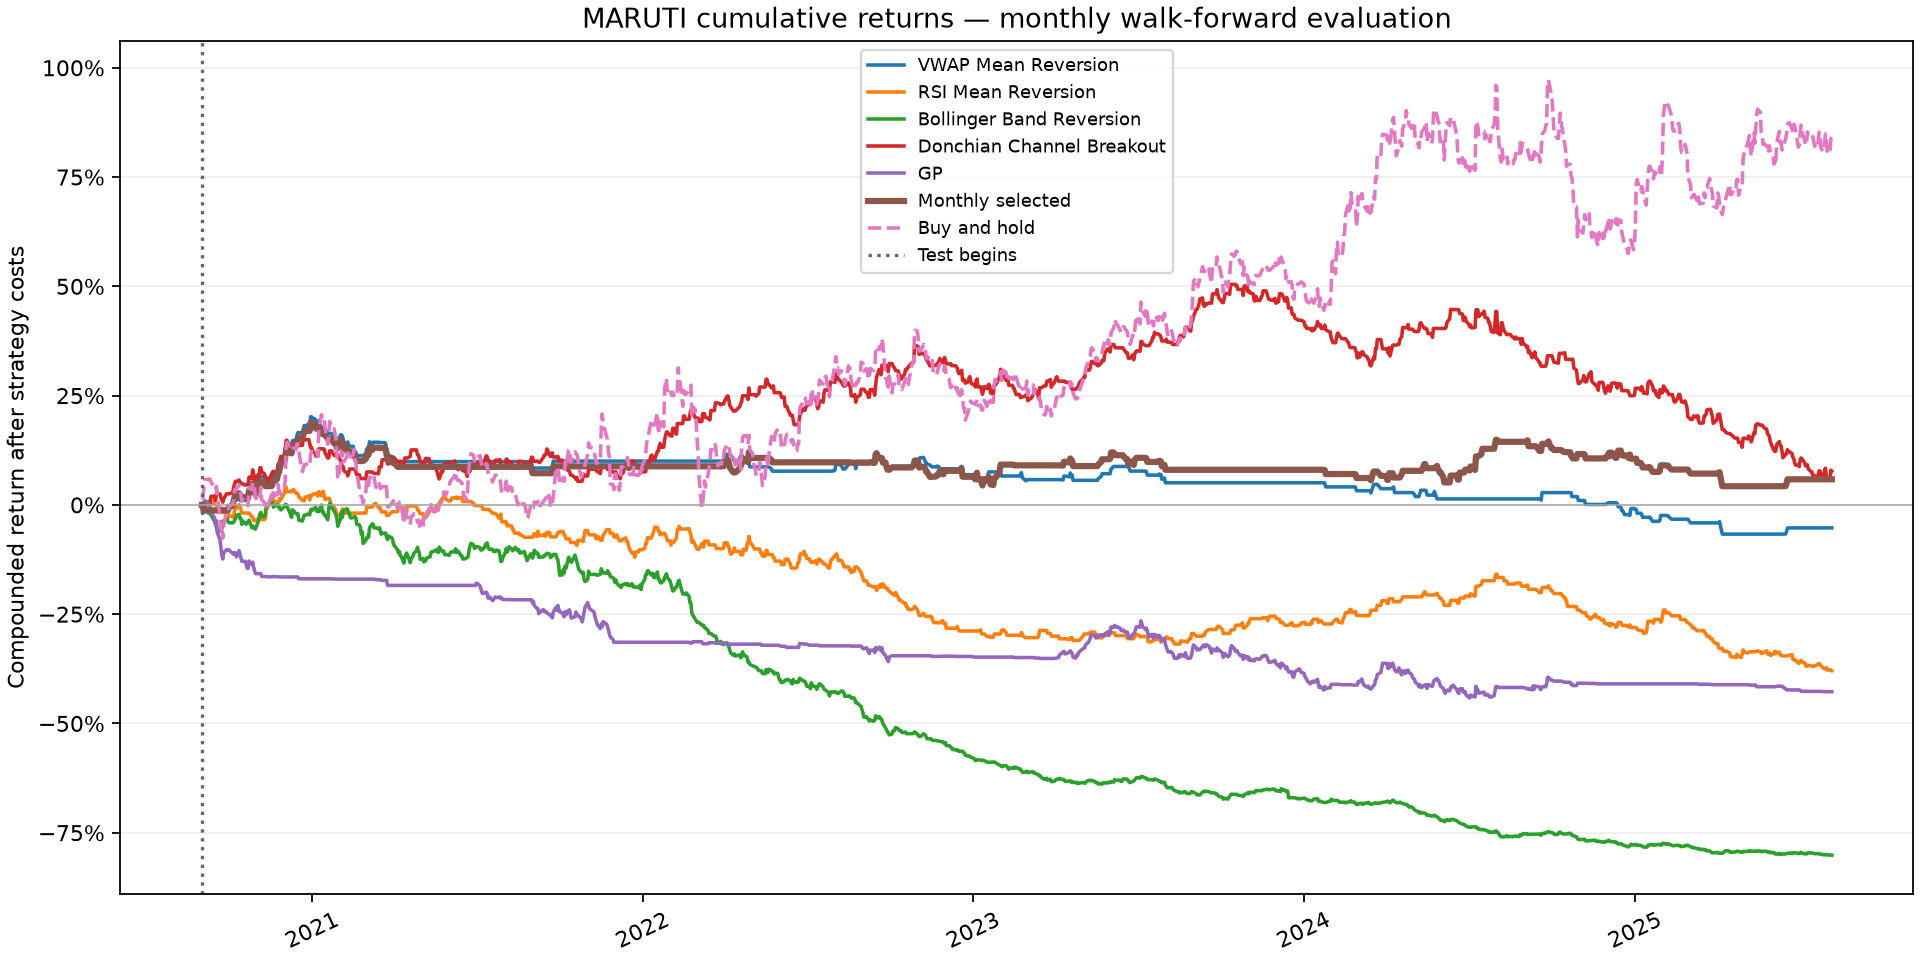 MARUTI cumulative returns — monthly walk-forward evaluation
VWAP Mean Reversion
RSI Mean Reversion
Bollinger Band Reversion
Donchian Channel Breakout
GP
Monthly selected
Buy and hold
Test begins
Compounded return after strategy costs
100%
75%
50%
25%
0%
−25%
−50%
−75%
2021
2022
2023
2024
2025